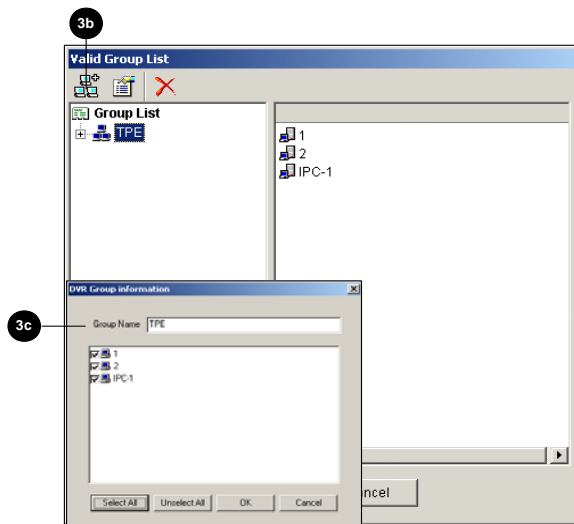 3b
Valid Group List
Group List
TPE
1
2
IPC-1
DVR Group information
3c
Group Name TPE
1
2
IPC-1
Select All Unselect All OK Cancel
ncel